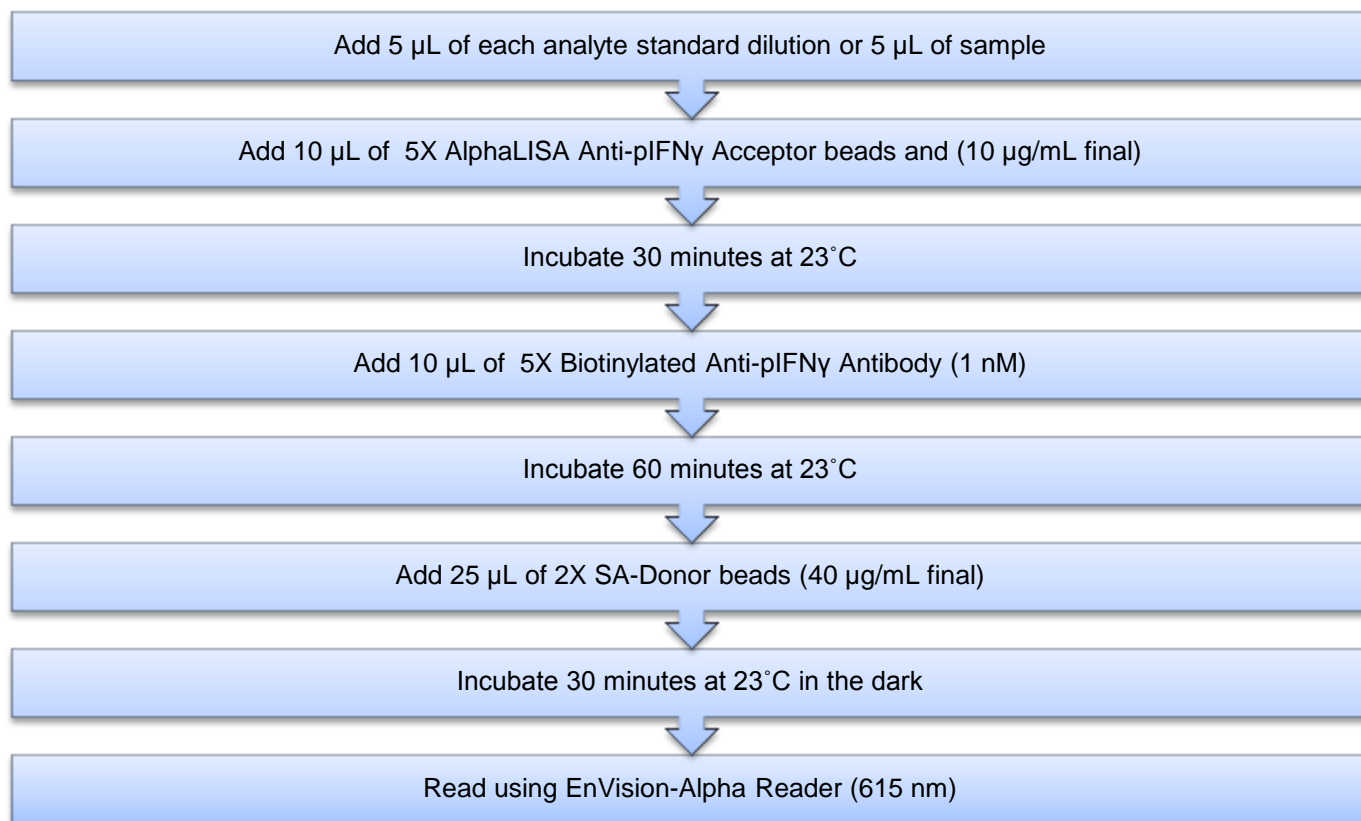 Add 5 µL of each analyte standard dilution or 5 µL of sample
Add 10 µL of  5X AlphaLISA Anti-pIFNγ Acceptor beads and (10 µg/mL final)
Incubate 30 minutes at 23˚C
Add 10 µL of  5X Biotinylated Anti-pIFNγ Antibody (1 nM)
Incubate 60 minutes at 23˚C
Add 25 µL of 2X SA-Donor beads (40 µg/mL final)
Incubate 30 minutes at 23˚C in the dark
Read using EnVision-Alpha Reader (615 nm)